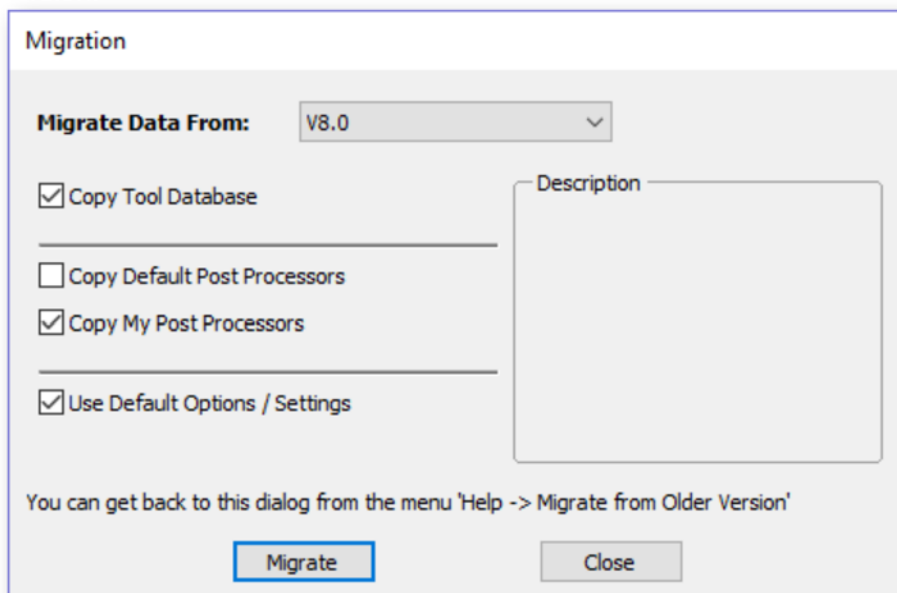 Migration
Migrate Data From: V8.0
Copy Tool Database
Description
Copy Default Post Processors
Copy My Post Processors
Use Default Options / Settings
You can get back to this dialog from the menu 'Help -> Migrate from Older Version'
Migrate Close